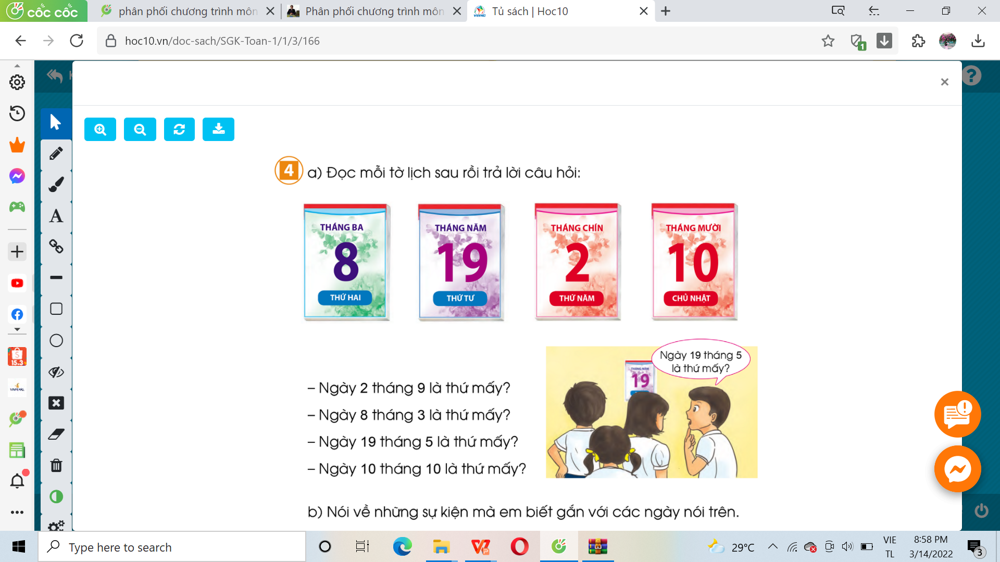 cốc cốc
phân phối chương trình môn
Phân phối chương trình môn
Tủ sách | Hoc10
hoc10.vn/doc-sach/SGK-Toan-1/1/3/166
4 a) Đọc mỗi tờ lịch sau rồi trả lời câu hỏi:
THÁNG BA
8
THỨ HAI
THÁNG NĂM
19
THỨ TƯ
THÁNG CHÍN
2
THỨ NĂM
THÁNG MƯỜI
10
CHỦ NHẬT
Ngày 19 tháng 5
là thứ mấy?
THÁNG NĂM
19
– Ngày 2 tháng 9 là thứ mấy?
– Ngày 8 tháng 3 là thứ mấy?
– Ngày 19 tháng 5 là thứ mấy?
– Ngày 10 tháng 10 là thứ mấy?
b) Nói về những sự kiện mà em biết gắn với các ngày nói trên.
15.3
Type here to search
29°C
VIE
TL
8:58 PM
3/14/2022
3